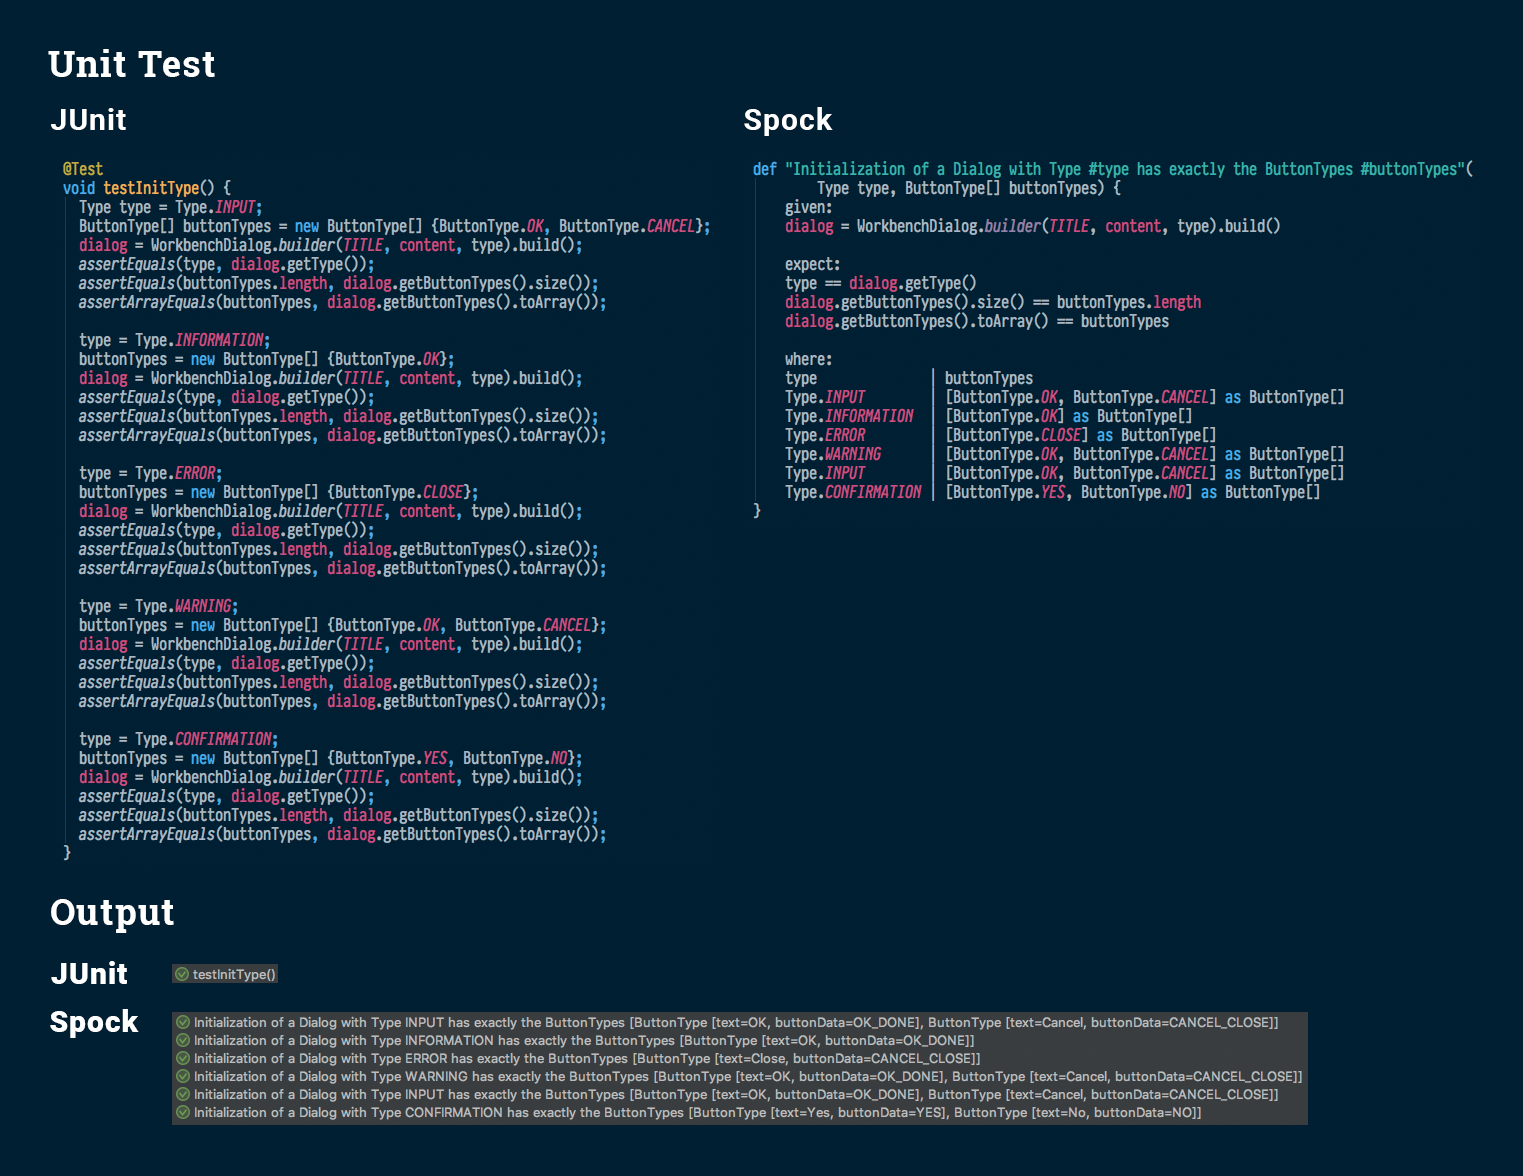 Unit Test
JUnit
@Test
void testInitType() {
Type type = Type.INPUT;
ButtonType[] buttonTypes = new ButtonType[] {ButtonType.OK, ButtonType.CANCEL};
dialog = WorkbenchDialog.builder(TITLE, content, type).build();
assertEquals(type, dialog.getType());
assertEquals(buttonTypes.length, dialog.getButtonTypes().size());
assertArrayEquals(buttonTypes, dialog.getButtonTypes().toArray());
type = Type.INFORMATION;
buttonTypes = new ButtonType[] {ButtonType.OK};
dialog = WorkbenchDialog.builder(TITLE, content, type).build();
assertEquals(type, dialog.getType());
assertEquals(buttonTypes.length, dialog.getButtonTypes().size());
assertArrayEquals(buttonTypes, dialog.getButtonTypes().toArray());
type = Type.ERROR;
buttonTypes = new ButtonType[] {ButtonType.CLOSE};
dialog = WorkbenchDialog.builder(TITLE, content, type).build();
assertEquals(type, dialog.getType());
assertEquals(buttonTypes.length, dialog.getButtonTypes().size());
assertArrayEquals(buttonTypes, dialog.getButtonTypes().toArray());
type = Type.WARNING;
buttonTypes = new ButtonType[] {ButtonType.OK, ButtonType.CANCEL};
dialog = WorkbenchDialog.builder(TITLE, content, type).build();
assertEquals(type, dialog.getType());
assertEquals(buttonTypes.length, dialog.getButtonTypes().size());
assertArrayEquals(buttonTypes, dialog.getButtonTypes().toArray());
type = Type.CONFIRMATION;
buttonTypes = new ButtonType[] {ButtonType.YES, ButtonType.NO};
dialog = WorkbenchDialog.builder(TITLE, content, type).build();
assertEquals(type, dialog.getType());
assertEquals(buttonTypes.length, dialog.getButtonTypes().size());
assertArrayEquals(buttonTypes, dialog.getButtonTypes().toArray());
}
Spock
def "Initialization of a Dialog with Type #type has exactly the ButtonTypes #buttonTypes"(
Type type, ButtonType[] buttonTypes) {
given:
dialog = WorkbenchDialog.builder(TITLE, content, type).build()
expect:
type == dialog.getType()
dialog.getButtonTypes().size() == buttonTypes.length
dialog.getButtonTypes().toArray() == buttonTypes
where:
type | buttonTypes
Type.INPUT | [ButtonType.OK, ButtonType.CANCEL] as ButtonType[]
Type.INFORMATION | [ButtonType.OK] as ButtonType[]
Type.ERROR | [ButtonType.CLOSE] as ButtonType[]
Type.WARNING | [ButtonType.OK, ButtonType.CANCEL] as ButtonType[]
Type.INPUT | [ButtonType.OK, ButtonType.CANCEL] as ButtonType[]
Type.CONFIRMATION | [ButtonType.YES, ButtonType.NO] as ButtonType[]
}
Output
JUnit
testInitType()
Spock
Initialization of a Dialog with Type INPUT has exactly the ButtonTypes [ButtonType [text=OK, buttonData=OK_DONE], ButtonType [text=Cancel, buttonData=CANCEL_CLOSE]]
Initialization of a Dialog with Type INFORMATION has exactly the ButtonTypes [ButtonType [text=OK, buttonData=OK_DONE]]
Initialization of a Dialog with Type ERROR has exactly the ButtonTypes [ButtonType [text=Close, buttonData=CANCEL_CLOSE]]
Initialization of a Dialog with Type WARNING has exactly the ButtonTypes [ButtonType [text=OK, buttonData=OK_DONE], ButtonType [text=Cancel, buttonData=CANCEL_CLOSE]]
Initialization of a Dialog with Type INPUT has exactly the ButtonTypes [ButtonType [text=OK, buttonData=OK_DONE], ButtonType [text=Cancel, buttonData=CANCEL_CLOSE]]
Initialization of a Dialog with Type CONFIRMATION has exactly the ButtonTypes [ButtonType [text=Yes, buttonData=YES], ButtonType [text=No, buttonData=NO]]